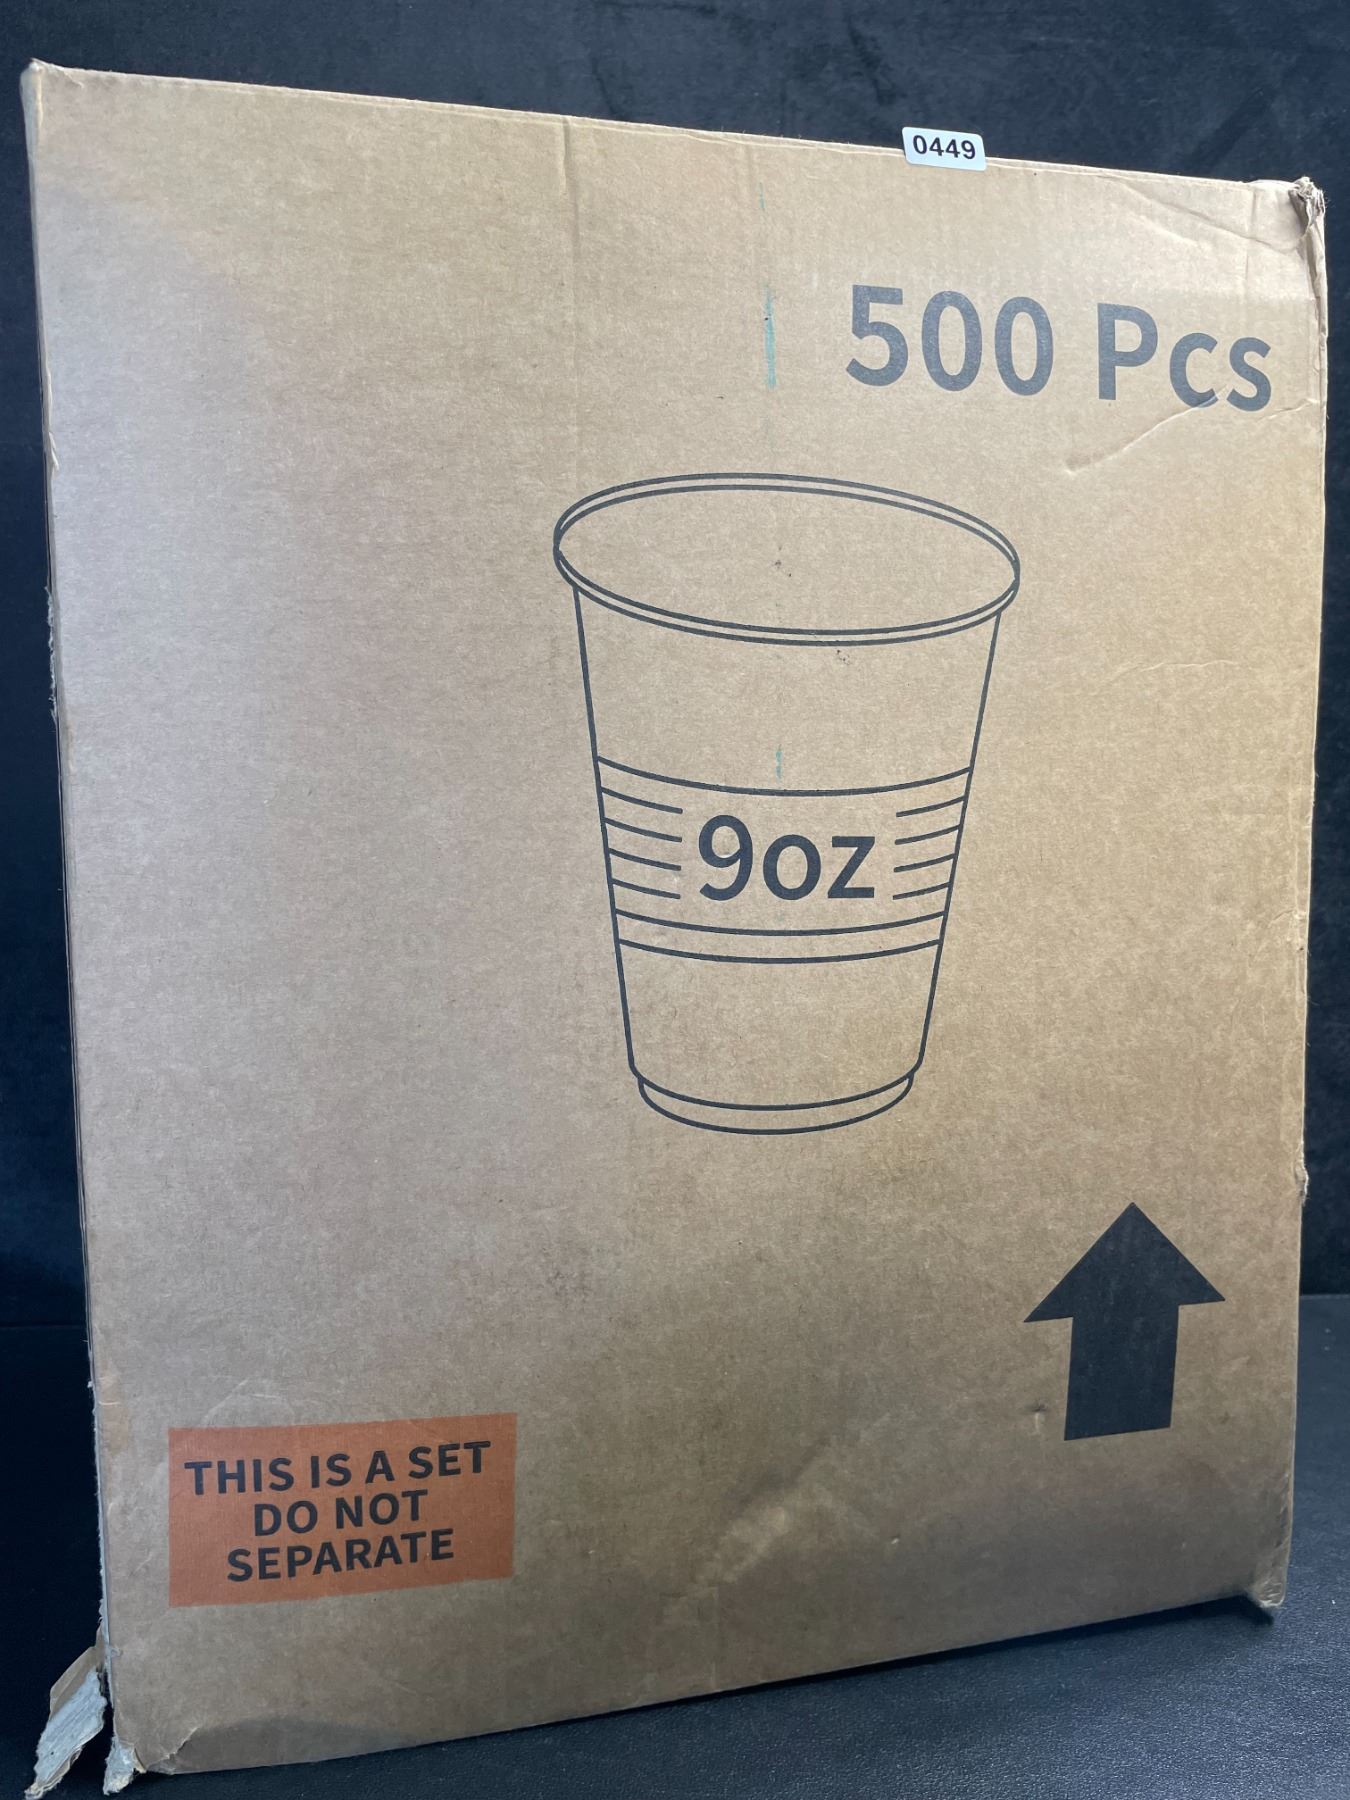 0449
500 Pcs
9oz
THIS IS A SET
DO NOT
SEPARATE